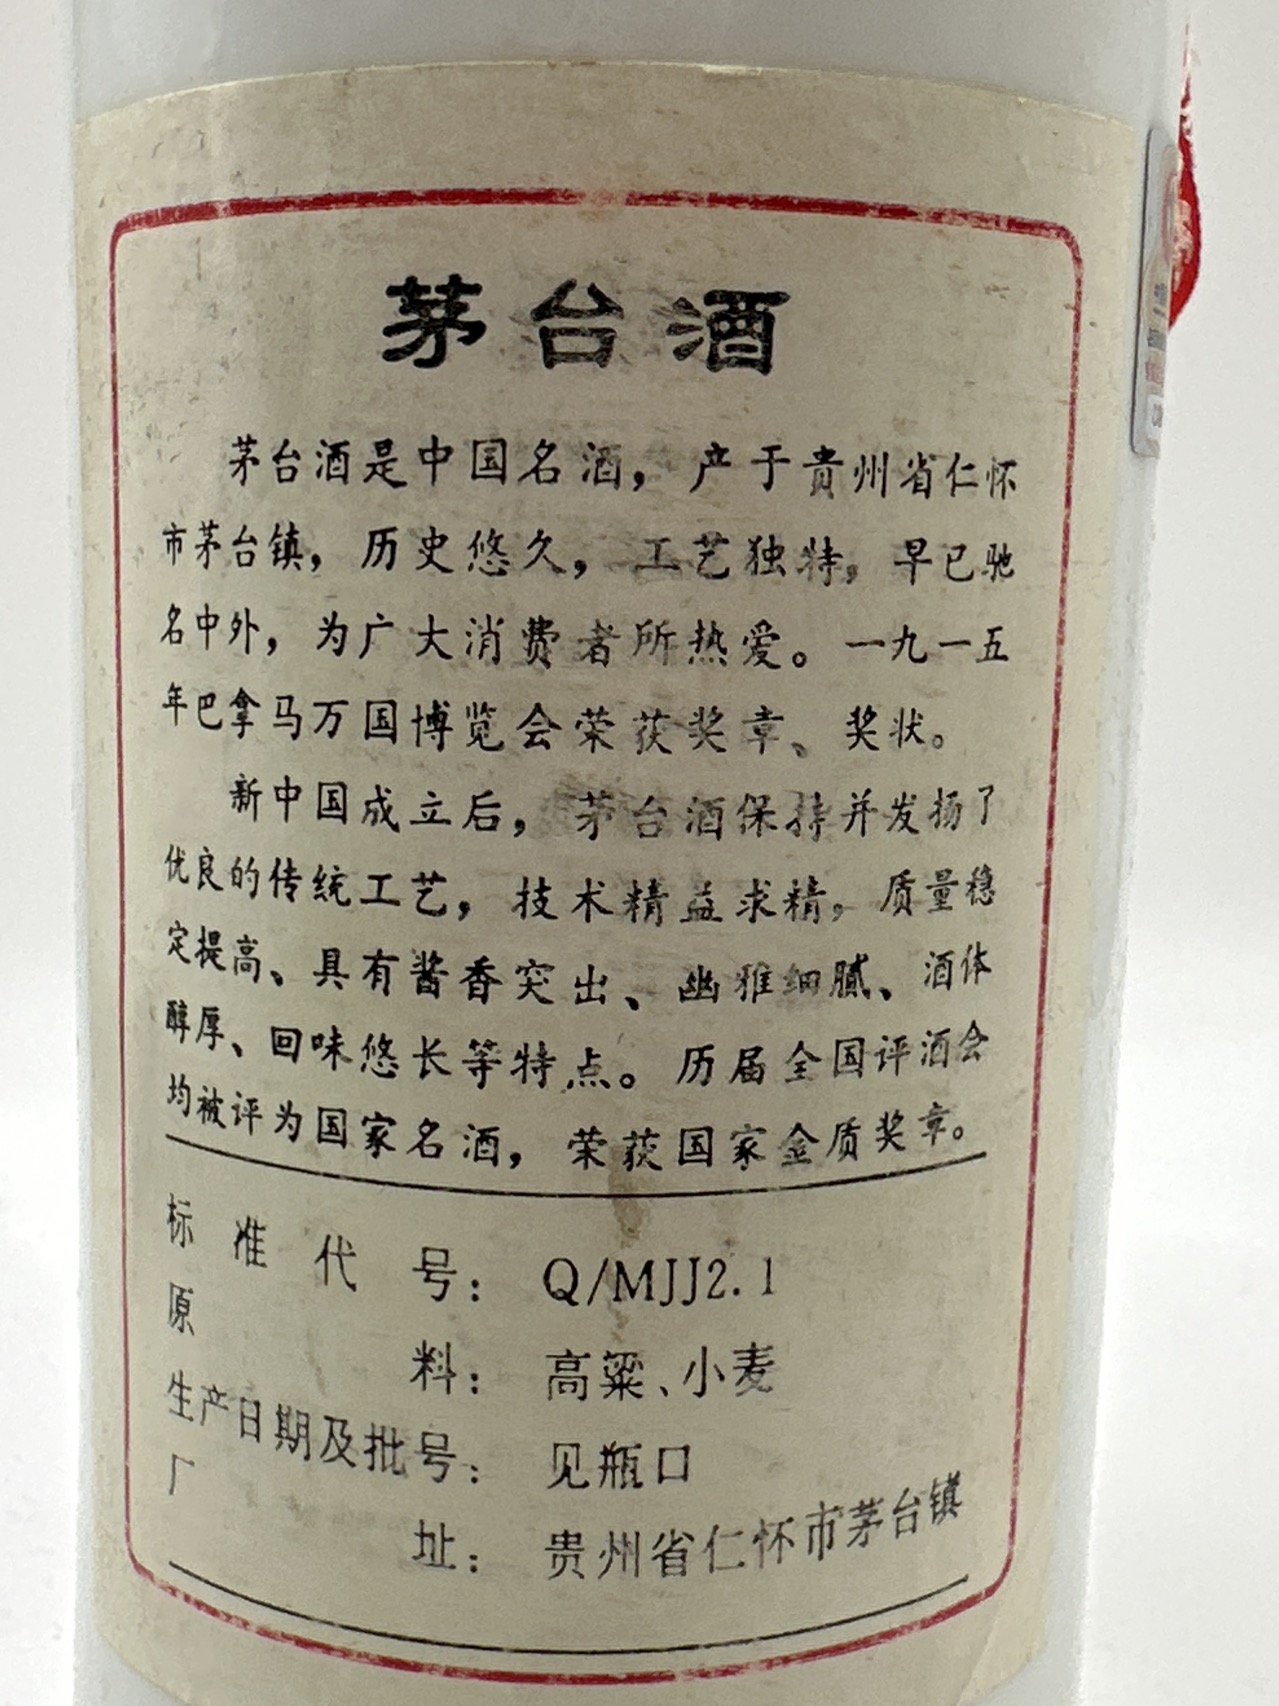 茅台酒
茅台酒是中国名酒，产于贵州省仁怀
市茅台镇，历史悠久，工艺独特，早已驰
名中外，为广大消费者所热爱。一九一五
年巴拿马万国博览会荣获奖章、奖状。
新中国成立后，茅台酒保持并发扬了
优良的传统工艺，技术精益求精，质量稳
定提高、具有酱香突出、幽雅细腻、酒体
醇厚、回味悠长等特点。历届全国评酒会
均被评为国家名酒，荣获国家金质奖章。
标准代号：Q/MJJ2.1
原料：高粱、小麦
生产日期及批号：见瓶口
厂址：贵州省仁怀市茅台镇